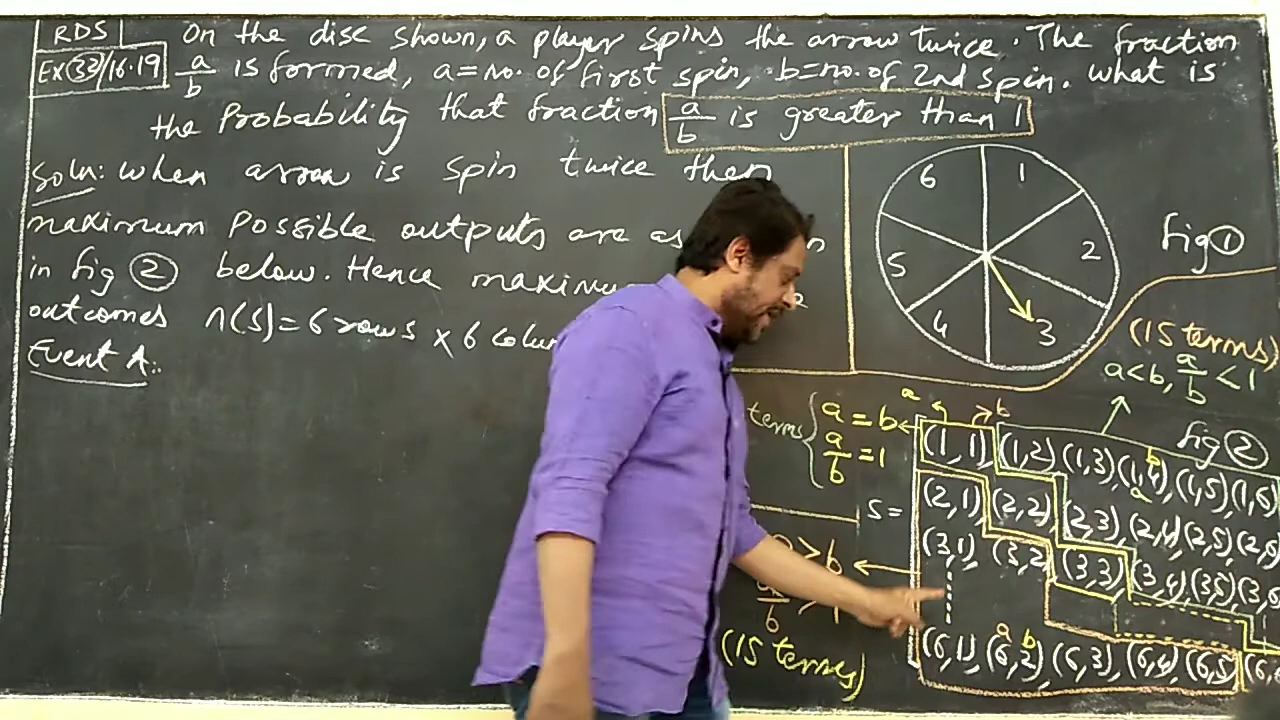 RDS
Ex(33)/16.19
On the disc shown, a player spins the arrow twice. The fraction
a/b is formed, a=no. of first spin, b=no. of 2nd spin. What is
the Probability that fraction a/b is greater than 1
Soln: when arrow is spin twice then
maximum Possible outputs are as
in fig ② below. Hence
outcomes n(S)=6 rows × 6
Event A:
6 1
5 2
4 3
fig①
(15 terms)
a<b, a/b <1
fig②
terms { a=b
a/b=1
a b
S=
(1,1), (1,2), (1,3), (1,4), (1,5), (1,6)
(2,1), (2,2), (2,3), (2,4), (2,5), (2,6)
(3,1), (3,2), (3,3), (3,4), (3,5), (3,6)
a b
(6,1), (6,2), (6,3), (6,4), (6,5), (6,
>b
a/b >
(15 terms)